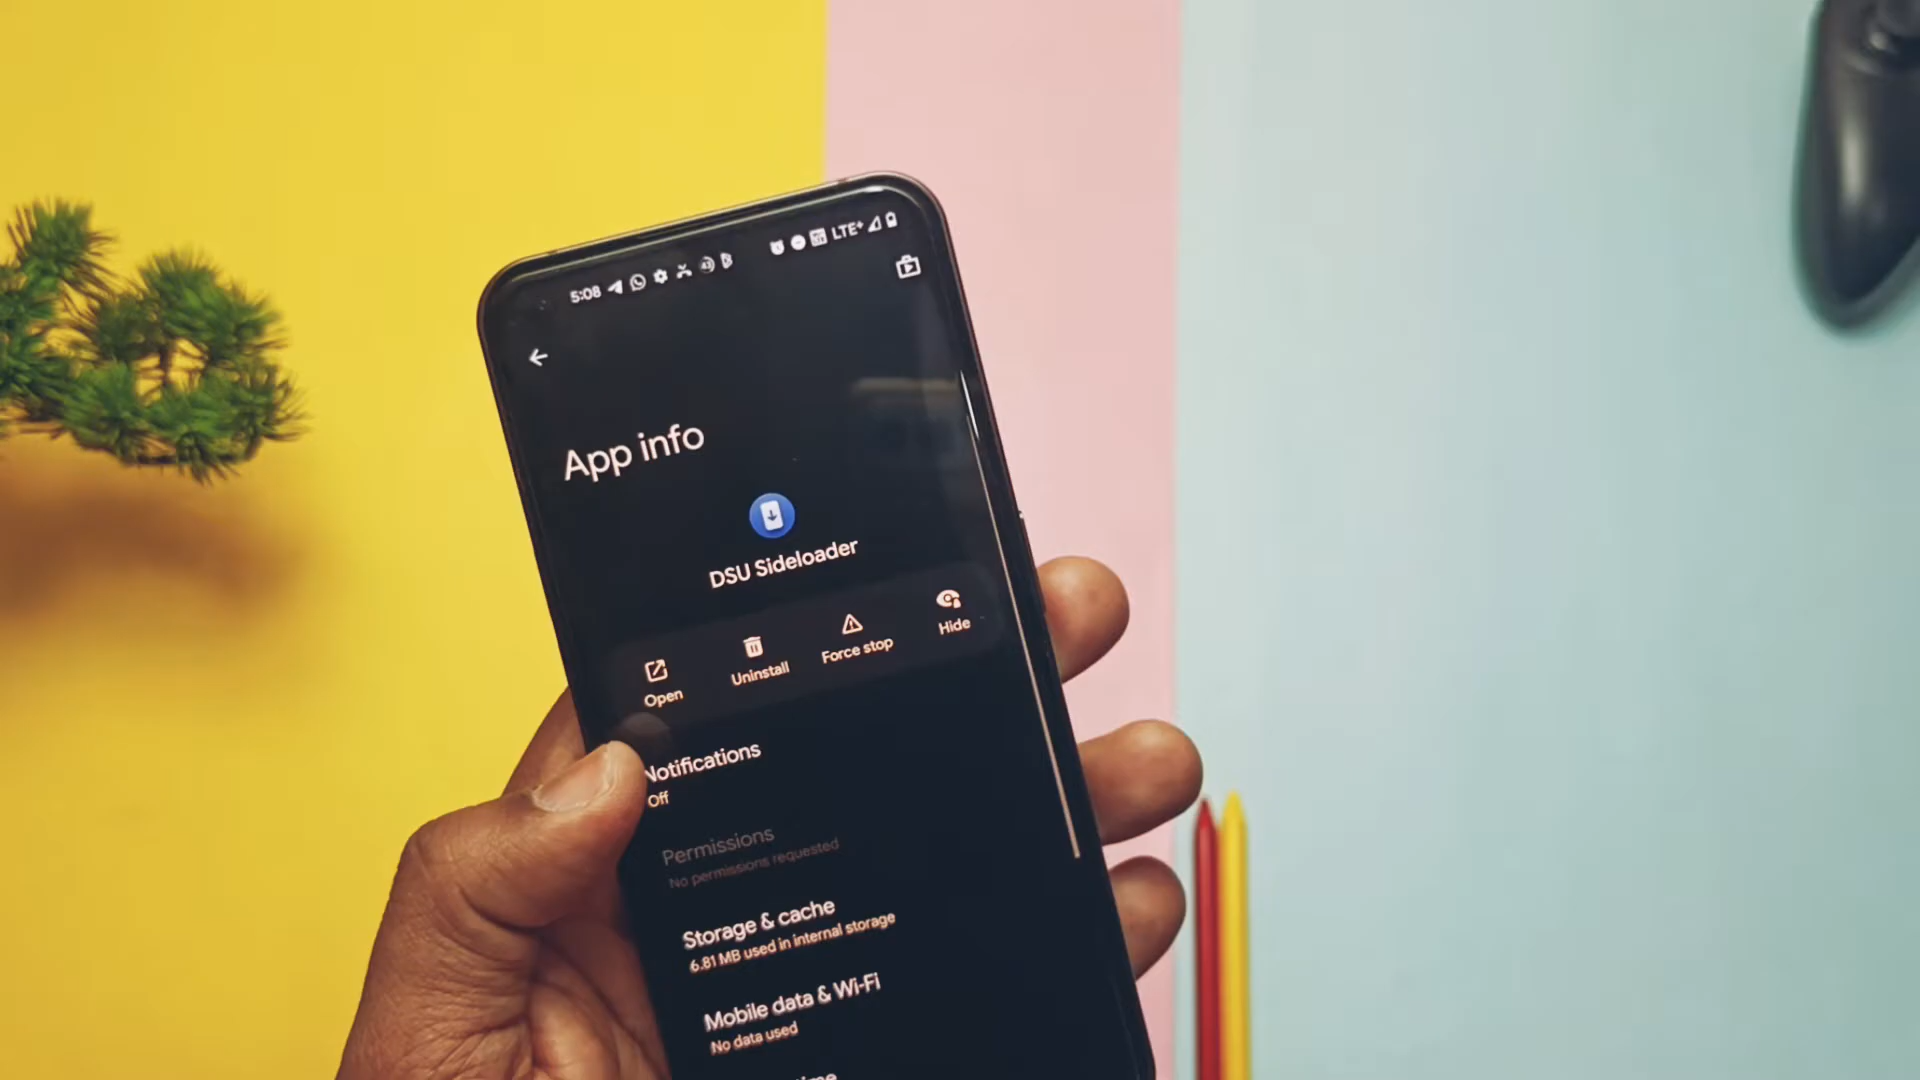 5:08
LTE+
App info
DSU Sideloader
Open
Uninstall
Force stop
Hide
Notifications
Off
Permissions
No permissions requested
Storage & cache
6.81 MB used in internal storage
Mobile data & Wi-Fi
No data used